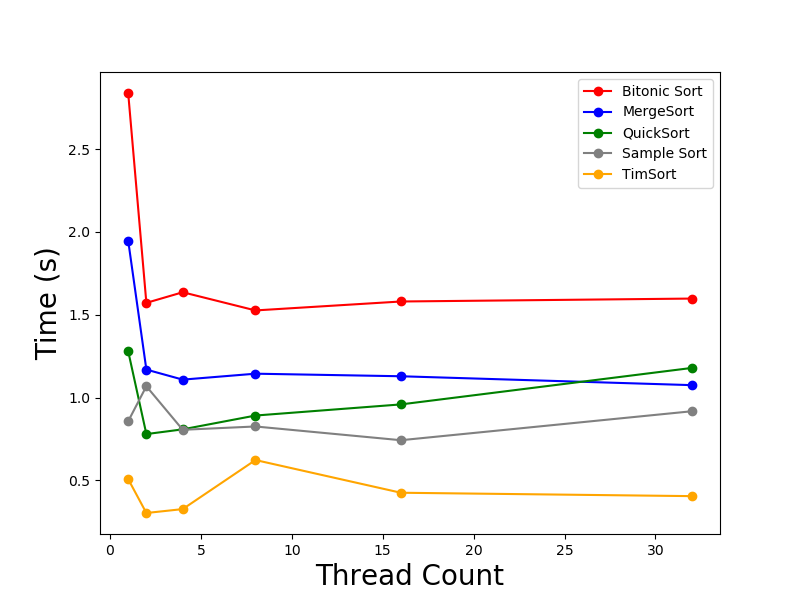 Bitonic Sort
MergeSort
QuickSort
Sample Sort
TimSort
2.5
2.0
1.5
1.0
0.5
Time (s)
0 5 10 15 20 25 30
Thread Count